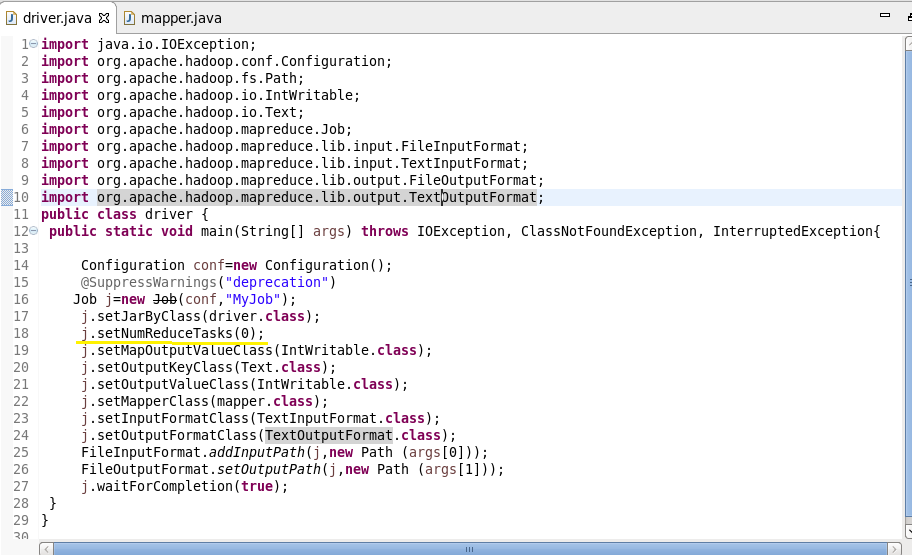 driver.java mapper.java
1 import java.io.IOException;
2 import org.apache.hadoop.conf.Configuration;
3 import org.apache.hadoop.fs.Path;
4 import org.apache.hadoop.io.IntWritable;
5 import org.apache.hadoop.io.Text;
6 import org.apache.hadoop.mapreduce.Job;
7 import org.apache.hadoop.mapreduce.lib.input.FileInputFormat;
8 import org.apache.hadoop.mapreduce.lib.input.TextInputFormat;
9 import org.apache.hadoop.mapreduce.lib.output.FileOutputFormat;
10 import org.apache.hadoop.mapreduce.lib.output.TextOutputFormat;
11 public class driver {
12 public static void main(String[] args) throws IOException, ClassNotFoundException, InterruptedException{
13
14 Configuration conf=new Configuration();
15 @SuppressWarnings("deprecation")
16 Job j=new Job(conf,"MyJob");
17 j.setJarByClass(driver.class);
18 j.setNumReduceTasks(0);
19 j.setMapOutputValueClass(IntWritable.class);
20 j.setOutputKeyClass(Text.class);
21 j.setOutputValueClass(IntWritable.class);
22 j.setMapperClass(mapper.class);
23 j.setInputFormatClass(TextInputFormat.class);
24 j.setOutputFormatClass(TextOutputFormat.class);
25 FileInputFormat.addInputPath(j,new Path (args[0]));
26 FileOutputFormat.setOutputPath(j,new Path (args[1]));
27 j.waitForCompletion(true);
28 }
29 }
30